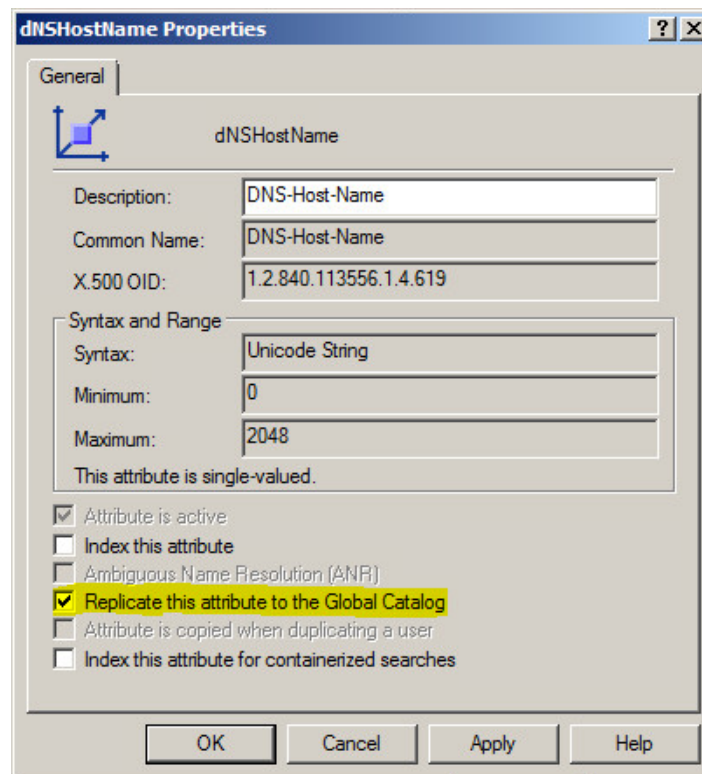 dNSHostName Properties
General
dNSHostName
Description: DNS-Host-Name
Common Name: DNS-Host-Name
X.500 OID: 1.2.840.113556.1.4.619
Syntax and Range
Syntax: Unicode String
Minimum: 0
Maximum: 2048
This attribute is single-valued.
Attribute is active
Index this attribute
Ambiguous Name Resolution (ANR)
Replicate this attribute to the Global Catalog
Attribute is copied when duplicating a user
Index this attribute for containerized searches
OK Cancel Apply Help